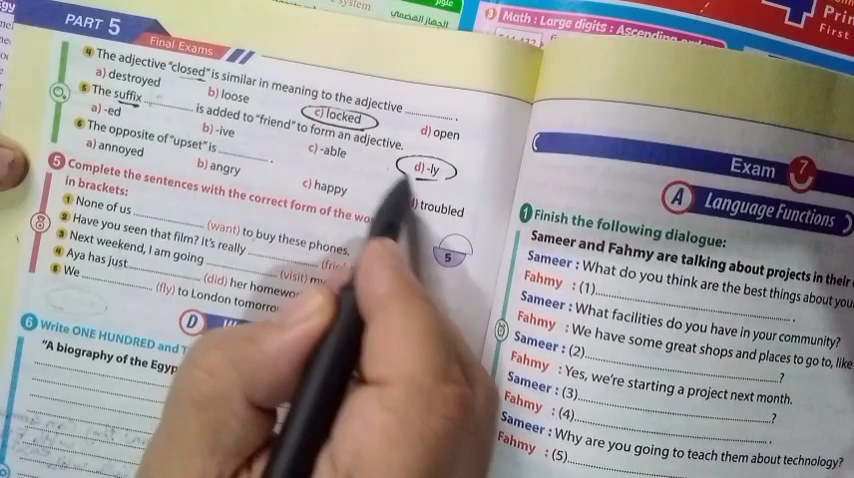 system
علوم
الجهاز الهضمي
Math : Large digits : Ascending
First
PART 5
Final Exams
4 The adjective "closed" is similar in meaning to the adjective ............ .
a) destroyed b) loose c) locked d) open
5 The suffix ............ is added to "friend" to form an adjective.
a) -ed b) -ive c) -able d) -ly
6 The opposite of "upset" is ............ .
a) annoyed b) angry c) happy d) troubled
5 Complete the sentences with the correct form of the
in brackets:
1 None of us ............ (want) to buy these phones.
2 Have you seen that film? It's really ............
3 Next weekend, I am going ............ (visit)
4 Aya has just ............ (did) her
5 We ............ (fly) to London
5
D
6 Write ONE HUNDRED and
"A biography of the
Exam 7
A Language Functions
1 Finish the following dialogue:
Sameer and Fahmy are talking about projects in their
Sameer : What do you think are the best things about
Fahmy : (1)............ .
Sameer : What facilities do you have in your community?
Fahmy : We have some great shops and places to go to, like
Sameer : (2)............ ?
Fahmy : Yes, we're starting a project next month.
Sameer : (3)............ ?
Fahmy : (4)............ .
Sameer : Why are you going to teach them about technology?
Fahmy : (5)............